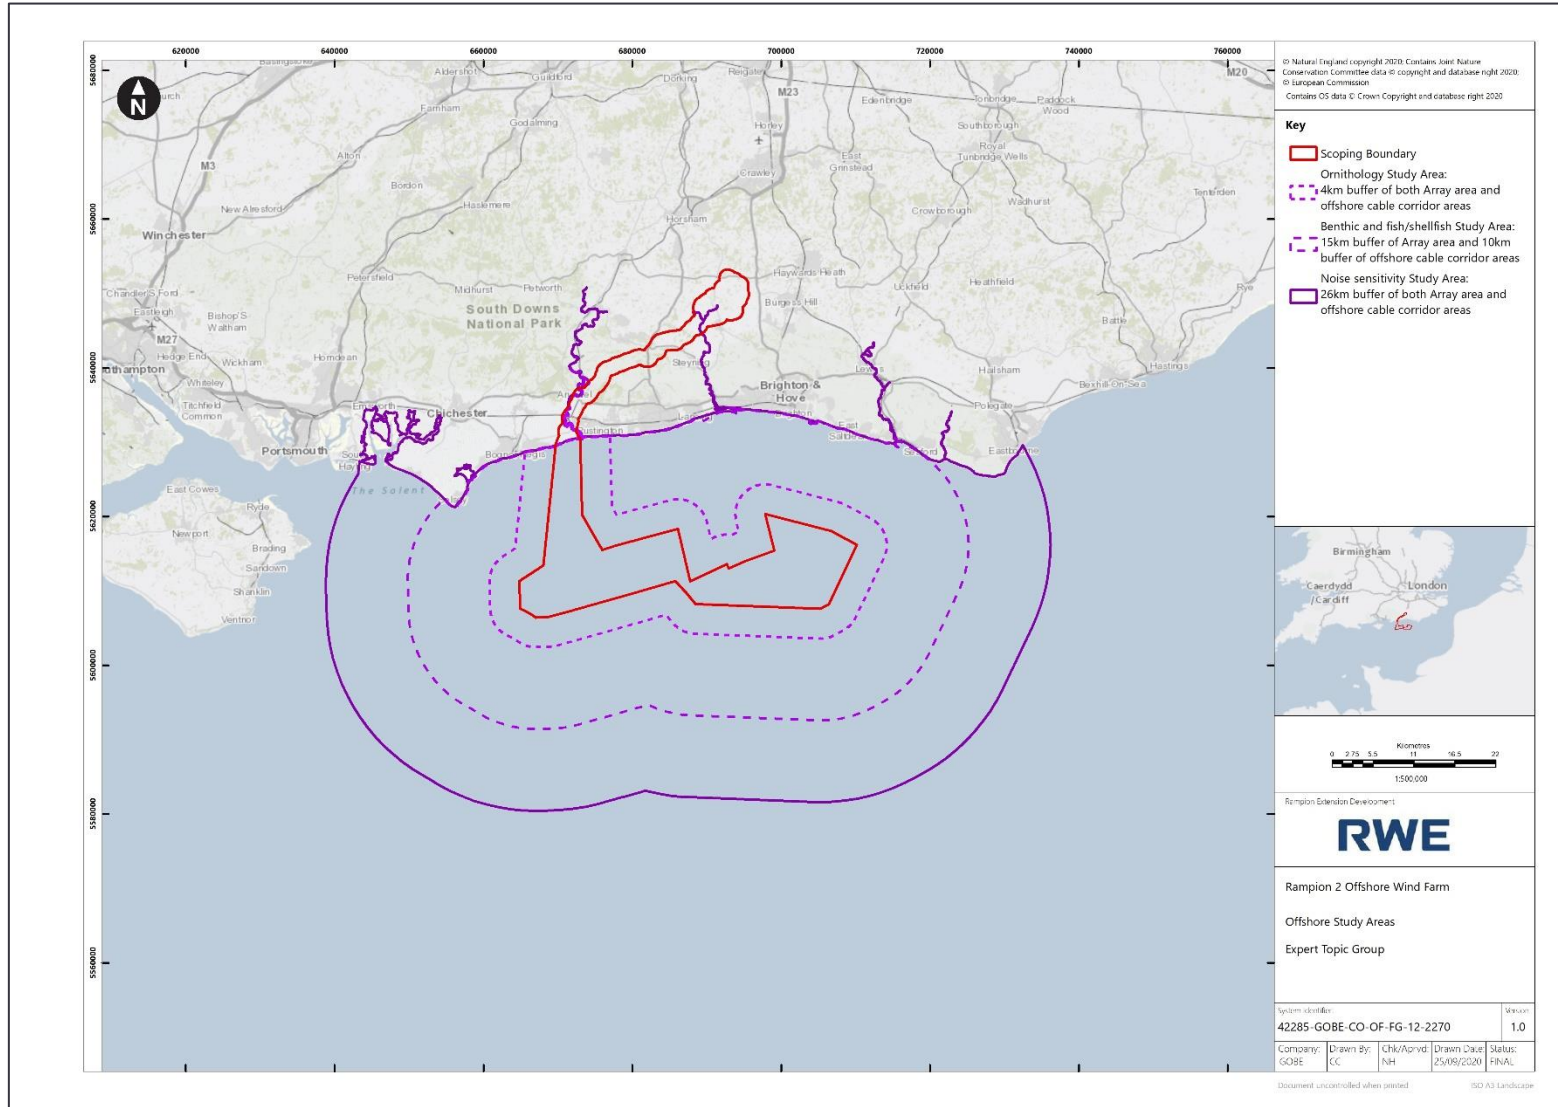 620000
640000
660000
680000
700000
720000
740000
760000
5680000
5660000
5640000
5620000
5600000
5580000
5560000
N
Basingstoke
Aldershot
Guildford
Dorking
Reigate
M23
M20
Farnham
Godalming
Horley
Edenbridge
Tonbridge
Paddock
Wood
Southborough
Royal
Tunbridge Wells
M3
Alton
Bordon
Haslemere
Crawley
East
Grinstead
Tenterden
New Alresford
Winchester
Horsham
Crowborough
Wadhurst
Petersfield
Midhurst
Petworth
Haywards Heath
Uckfield
Heathfield
Rye
Chandler'S Ford
Eastleigh
Bishop'S
Waltham
South Downs
National Park
Burgess Hill
Battle
M27
Hedge End
Wickham
Horndean
Steyning
Lewes
Hailsham
Hastings
Whiteley
Titchfield
Common
Chichester
Brighton &
Hove
Polegate
Bexhill-On-Sea
Portsmouth
East
Seaford
Eastbourne
The Solent
East Cowes
Ryde
Newport
Brading
Sandown
Shanklin
Ventnor
© Natural England copyright 2020; Contains Joint Nature
Conservation Committee data © copyright and database right 2020;
© European Commission
Contains OS data © Crown Copyright and database right 2020
Key
Scoping Boundary
Ornithology Study Area:
4km buffer of both Array area and
offshore cable corridor areas
Benthic and fish/shellfish Study Area:
15km buffer of Array area and 10km
buffer of offshore cable corridor areas
Noise sensitivity Study Area:
26km buffer of both Array area and
offshore cable corridor areas
Birmingham
Caerdydd
/Cardiff
London
Kilometres
0 2.75 5.5 11 16.5 22
1:500,000
Rampion Extension Development
RWE
Rampion 2 Offshore Wind Farm
Offshore Study Areas
Expert Topic Group
System Identifier:
Version:
42285-GOBE-CO-OF-FG-12-2270
1.0
Company: Drawn By: Chk/Aprvd: Drawn Date: Status:
GOBE CC NH 25/09/2020 FINAL
Document uncontrolled when printed
ISO A3 Landscape